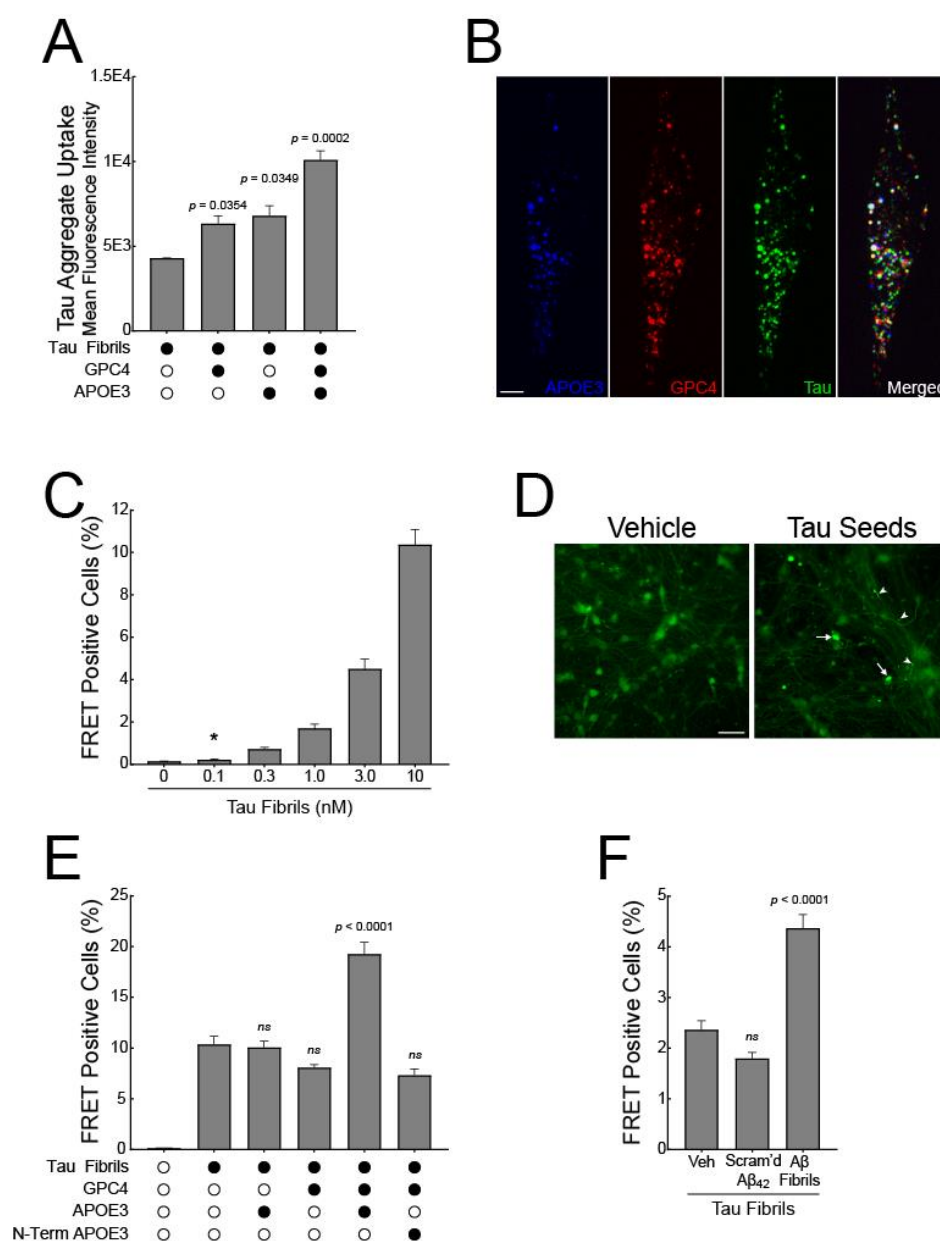 A
Tau Aggregate Uptake
Mean Fluorescence Intensity
1.5E4
1E4
5E3
0
p = 0.0354
p = 0.0349
p = 0.0002
Tau Fibrils
GPC4
APOE3
B
APOE3
GPC4
Tau
Merged
C
FRET Positive Cells (%)
12
10
8
6
4
2
0
*
0 0.1 0.3 1.0 3.0 10
Tau Fibrils (nM)
D
Vehicle
Tau Seeds
E
FRET Positive Cells (%)
25
20
15
10
5
0
ns
ns
p < 0.0001
ns
Tau Fibrils
GPC4
APOE3
N-Term APOE3
F
FRET Positive Cells (%)
5
4
3
2
1
0
ns
p < 0.0001
Veh Scram'd Aβ
Aβ42 Fibrils
Tau Fibrils